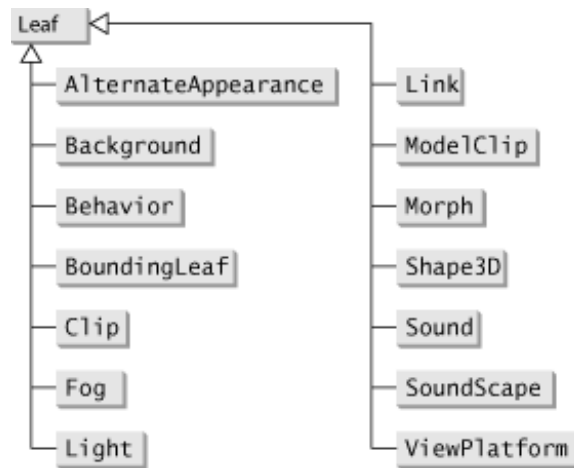 Leaf
AlternateAppearance
Background
Behavior
BoundingLeaf
Clip
Fog
Light
Link
ModelClip
Morph
Shape3D
Sound
SoundScape
ViewPlatform